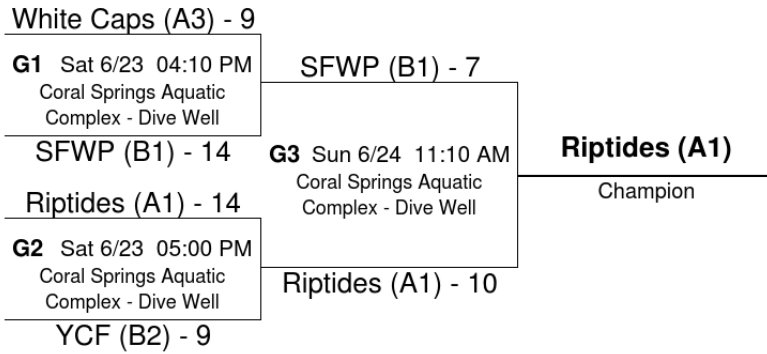 White Caps (A3) - 9
G1 Sat 6/23 04:10 PM
Coral Springs Aquatic
Complex - Dive Well
SFWP (B1) - 14
Riptides (A1) - 14
G2 Sat 6/23 05:00 PM
Coral Springs Aquatic
Complex - Dive Well
YCF (B2) - 9
SFWP (B1) - 7
G3 Sun 6/24 11:10 AM
Coral Springs Aquatic
Complex - Dive Well
Riptides (A1) - 10
Riptides (A1)
Champion